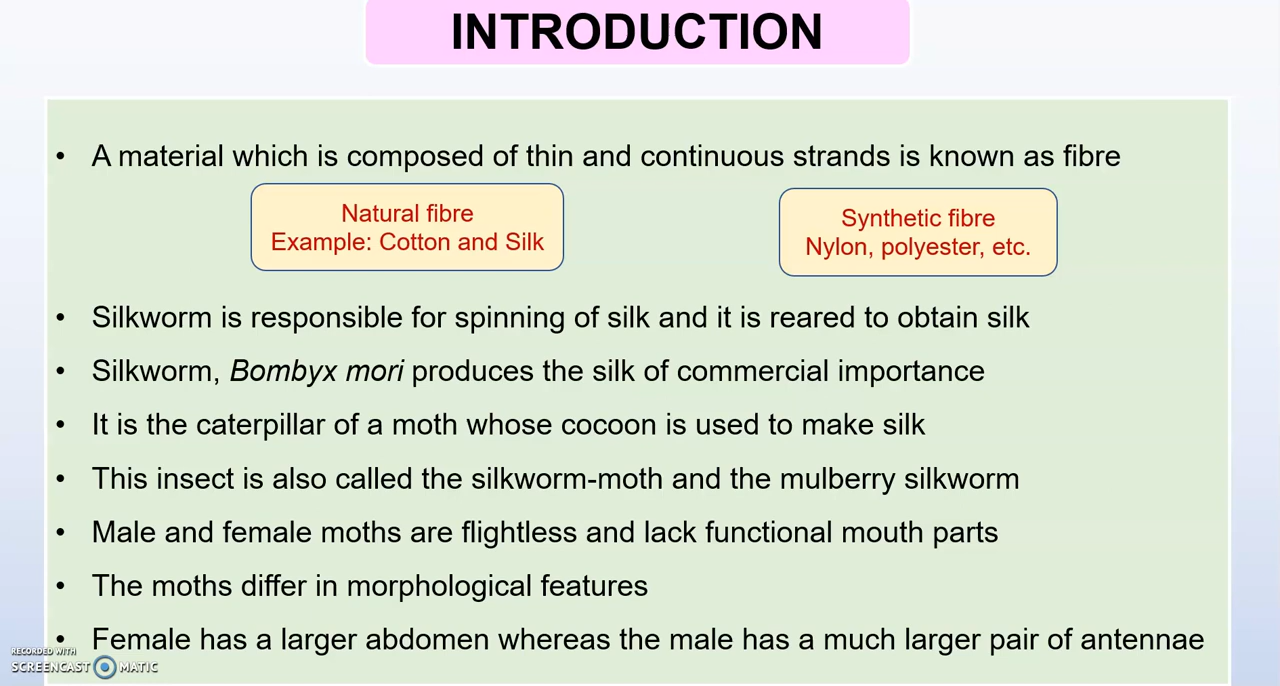 INTRODUCTION
• A material which is composed of thin and continuous strands is known as fibre
Natural fibre
Example: Cotton and Silk
Synthetic fibre
Nylon, polyester, etc.
• Silkworm is responsible for spinning of silk and it is reared to obtain silk
• Silkworm, Bombyx mori produces the silk of commercial importance
• It is the caterpillar of a moth whose cocoon is used to make silk
• This insect is also called the silkworm-moth and the mulberry silkworm
• Male and female moths are flightless and lack functional mouth parts
• The moths differ in morphological features
• Female has a larger abdomen whereas the male has a much larger pair of antennae
RECORDED WITH
SCREENCAST MATIC